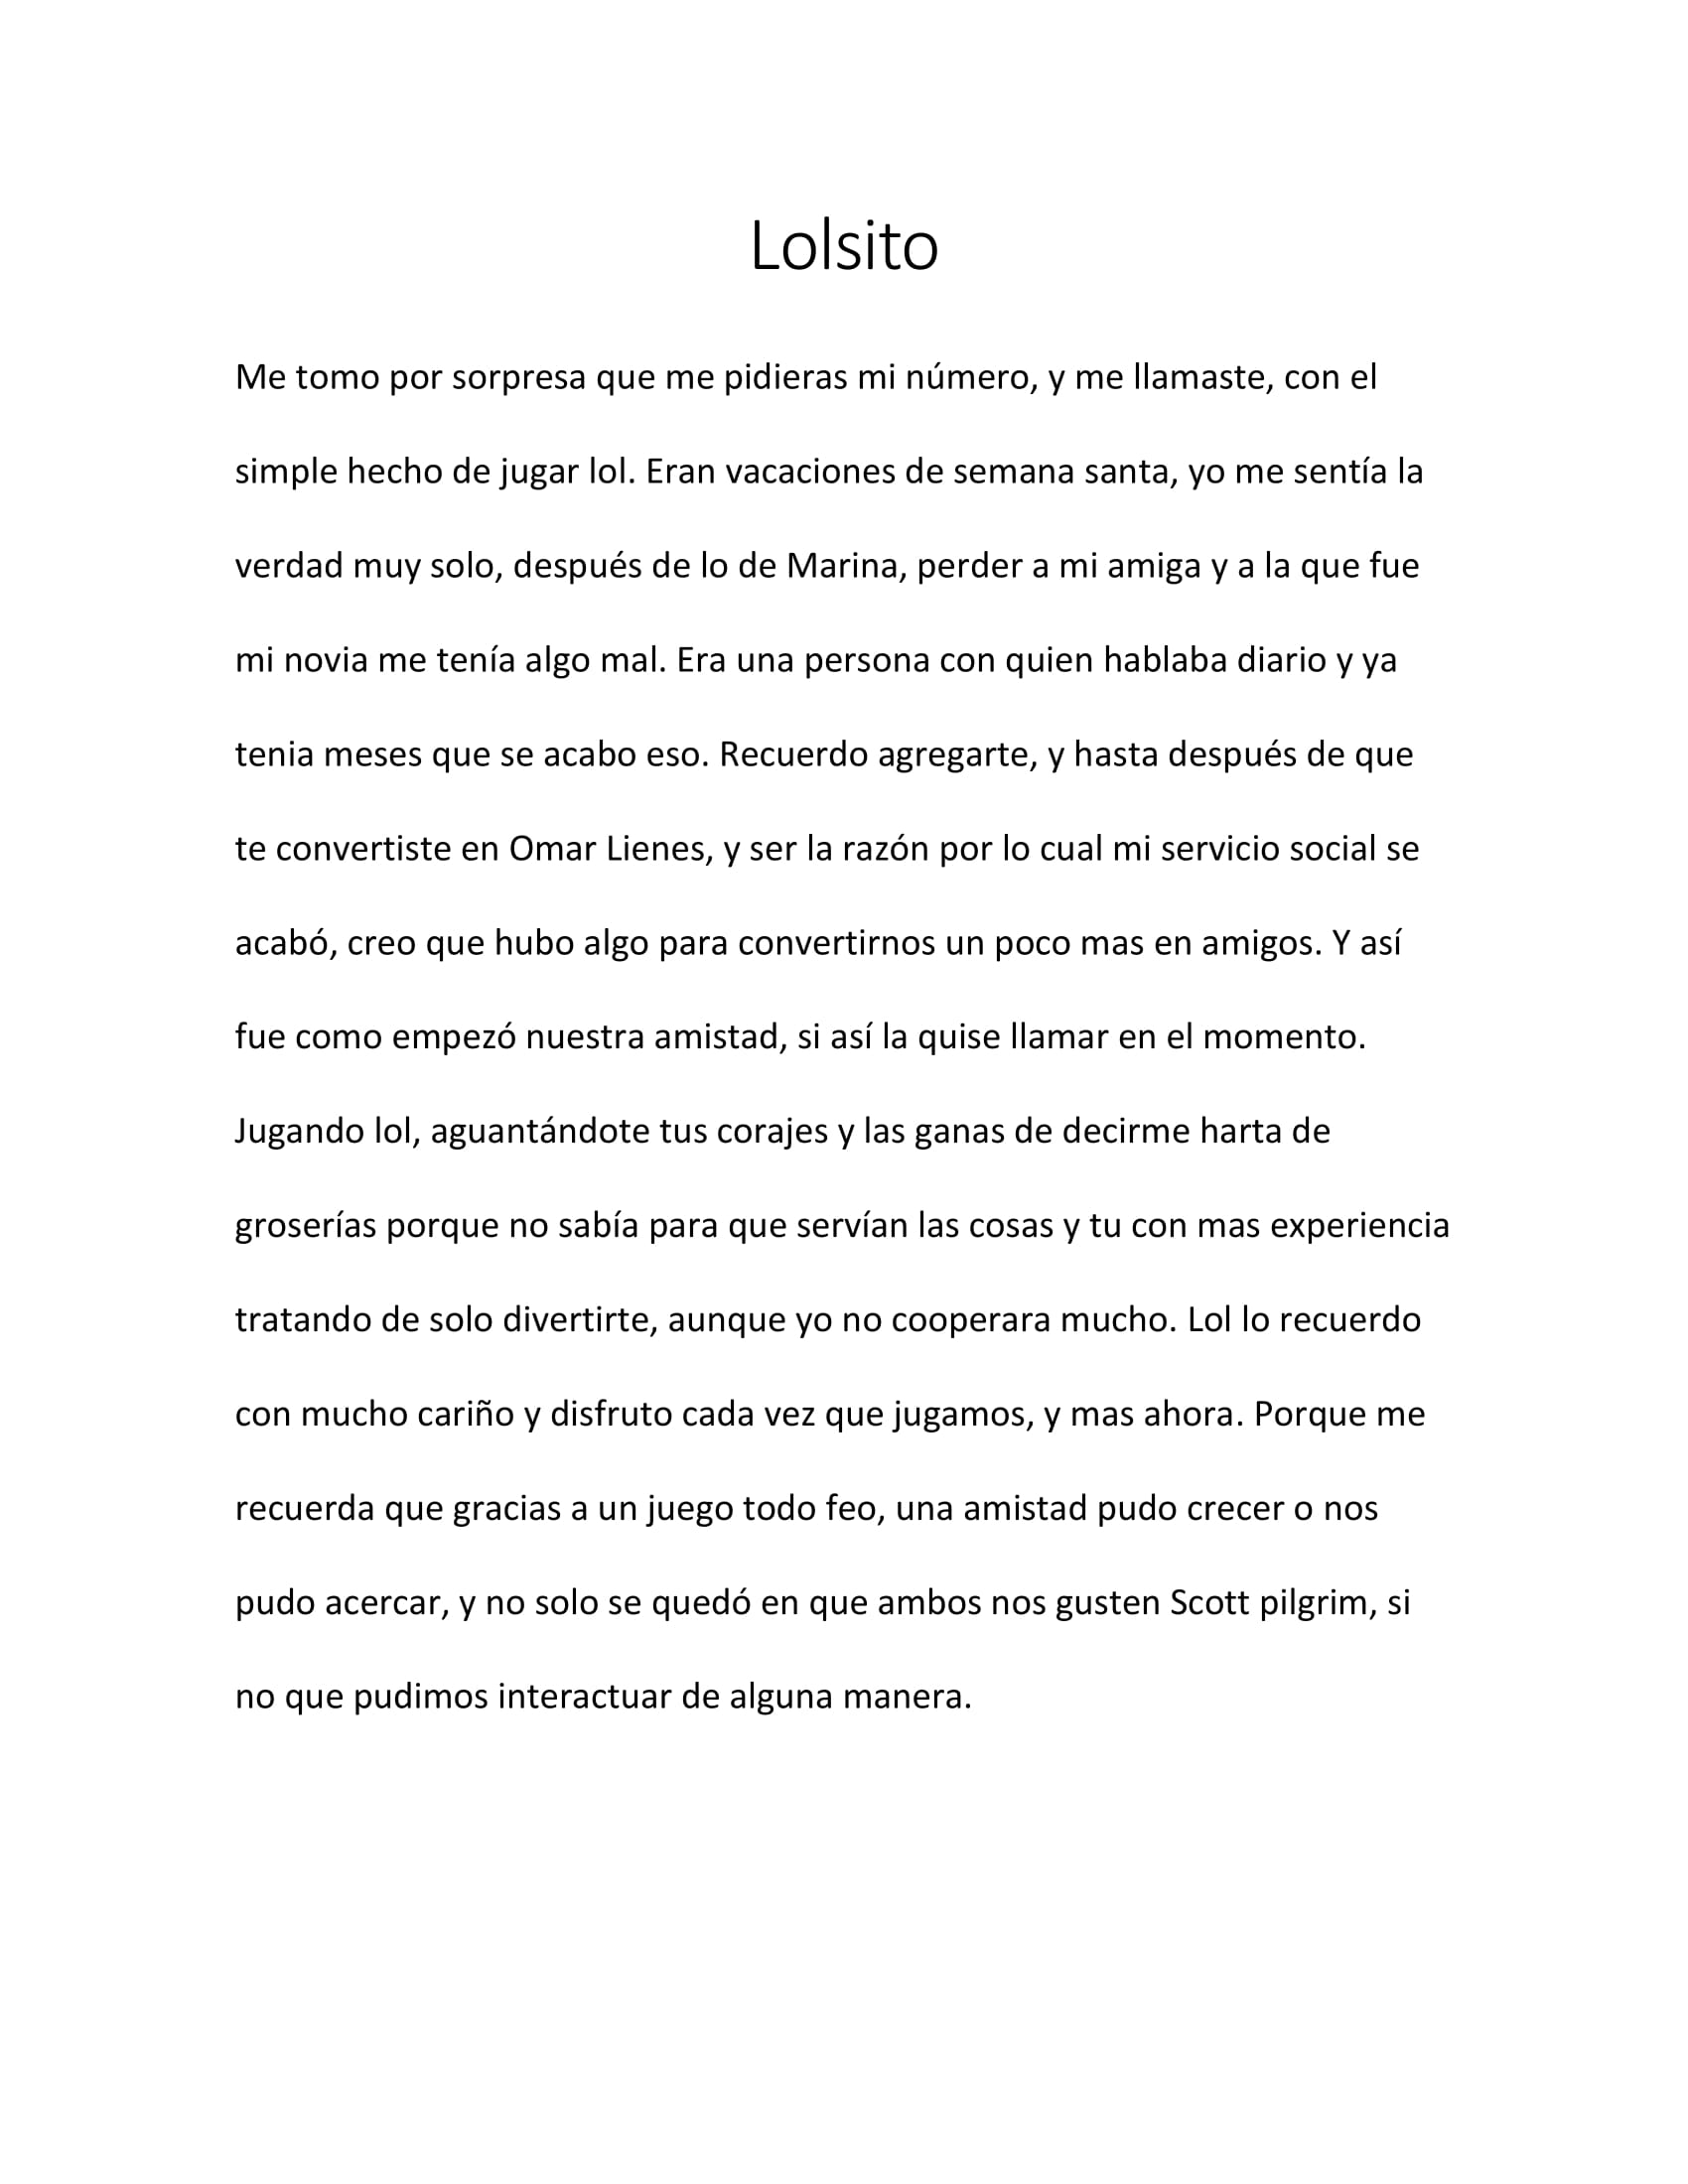 Lolsito
Me tomo por sorpresa que me pidieras mi número, y me llamaste, con el
simple hecho de jugar lol. Eran vacaciones de semana santa, yo me sentía la
verdad muy solo, después de lo de Marina, perder a mi amiga y a la que fue
mi novia me tenía algo mal. Era una persona con quien hablaba diario y ya
tenia meses que se acabo eso. Recuerdo agregarte, y hasta después de que
te convertiste en Omar Lienes, y ser la razón por lo cual mi servicio social se
acabó, creo que hubo algo para convertirnos un poco mas en amigos. Y así
fue como empezó nuestra amistad, si así la quise llamar en el momento.
Jugando lol, aguantándote tus corajes y las ganas de decirme harta de
groserías porque no sabía para que servían las cosas y tu con mas experiencia
tratando de solo divertirte, aunque yo no cooperara mucho. Lol lo recuerdo
con mucho cariño y disfruto cada vez que jugamos, y mas ahora. Porque me
recuerda que gracias a un juego todo feo, una amistad pudo crecer o nos
pudo acercar, y no solo se quedó en que ambos nos gusten Scott pilgrim, si
no que pudimos interactuar de alguna manera.